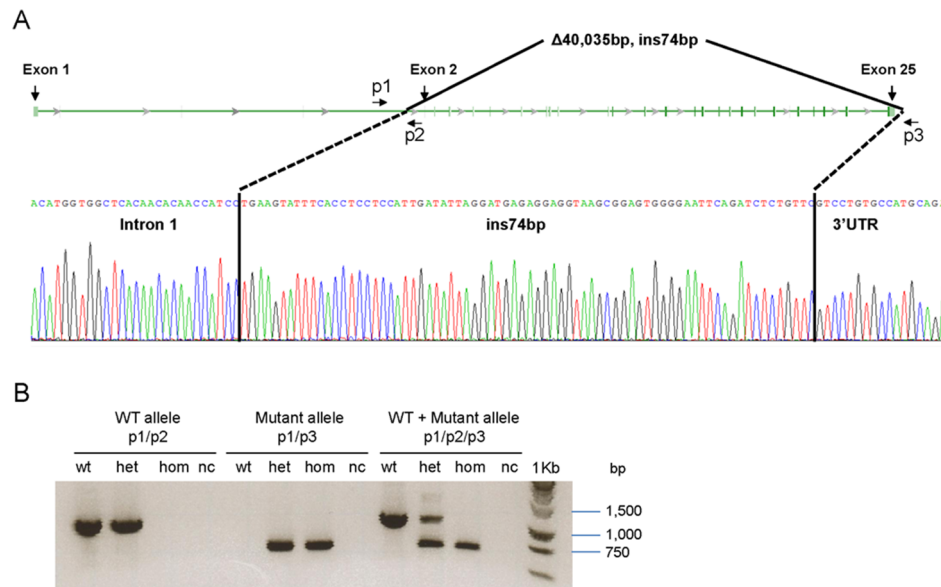 A
Δ40,035bp, ins74bp
Exon 1
p1
Exon 2
Exon 25
p2
p3
ACATGGTGGCTCACAACACAACCATCCTGAAGTATTTCACCTCCTCCATTGATATTAGGATGAGAGGAGGTAAGCGGAGTGGGGAATTCAGATCTCTGTTCGTCCTGTGCCATGCAGA
Intron 1
ins74bp
3'UTR
B
WT allele
p1/p2
Mutant allele
p1/p3
WT + Mutant allele
p1/p2/p3
wt het hom nc wt het hom nc wt het hom nc 1Kb bp
1,500
1,000
750